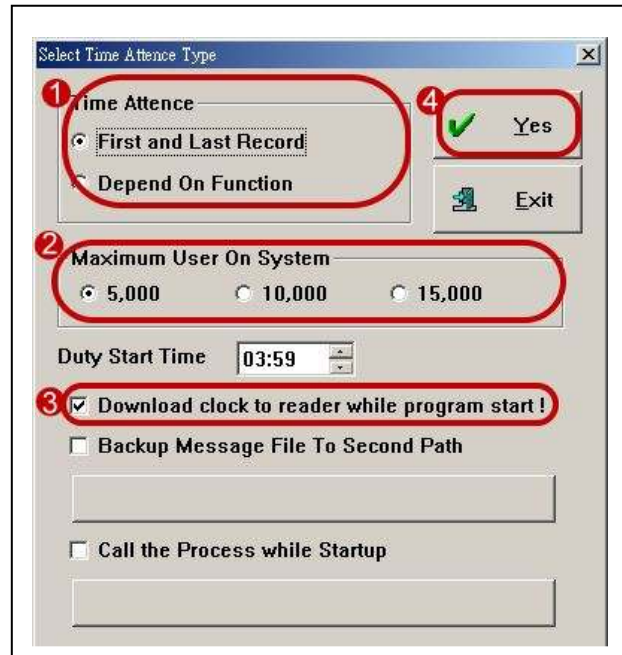 Select Time Attence Type
1
Time Attence
First and Last Record
Depend On Function
4
Yes
Exit
2
Maximum User On System
5,000 10,000 15,000
Duty Start Time 03:59
3
Download clock to reader while program start !
Backup Message File To Second Path
Call the Process while Startup